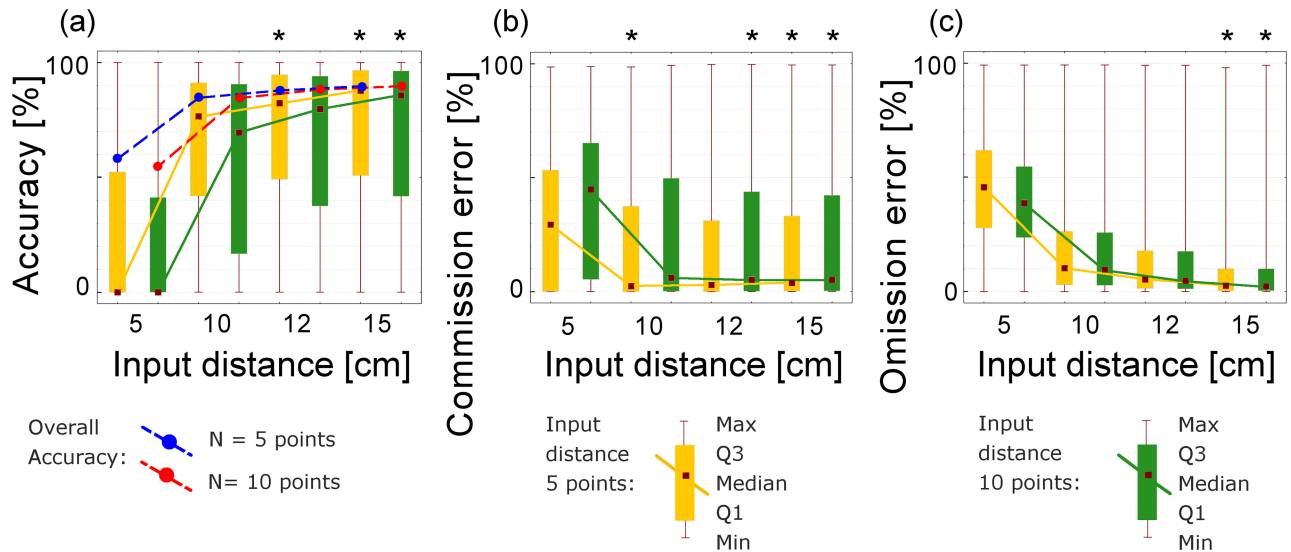 (a)
* * *
Accuracy [%]
100
0
5 10 12 15
Input distance [cm]
(b)
* * * *
Commission error [%]
100
0
5 10 12 15
Input distance [cm]
(c)
* *
Omission error [%]
100
0
5 10 12 15
Input distance [cm]
Overall
Accuracy:
N = 5 points
N= 10 points
Input
distance
5 points:
Max
Q3
Median
Q1
Min
Input
distance
10 points:
Max
Q3
Median
Q1
Min